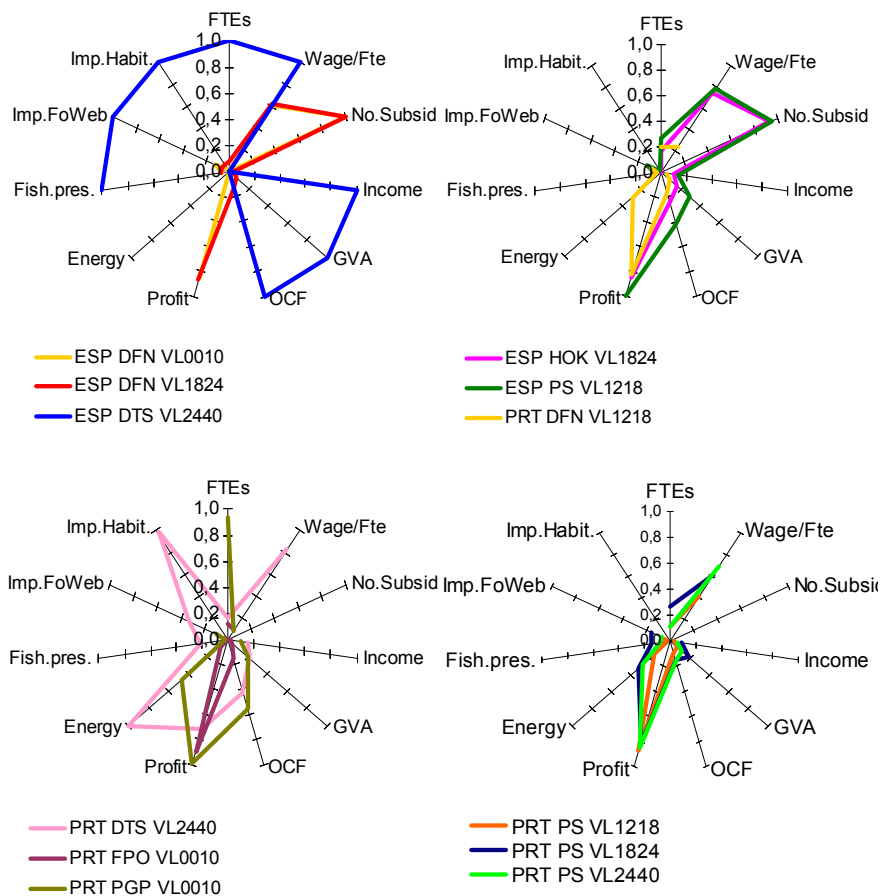 FTEs
1,0
0,8
0,6
0,4
0,2
0,0
Wage/Fte
No.Subsid
Income
GVA
OCF
Profit
Energy
Fish.pres.
Imp.FoWeb
Imp.Habit.
ESP DFN VL0010
ESP DFN VL1824
ESP DTS VL2440
FTEs
1,0
0,8
0,6
0,4
0,2
0,0
Wage/Fte
No.Subsid
Income
GVA
OCF
Profit
Energy
Fish.pres.
Imp.FoWeb
Imp.Habit.
ESP HOK VL1824
ESP PS VL1218
PRT DFN VL1218
FTEs
1,0
0,8
0,6
0,4
0,2
0,0
Wage/Fte
No.Subsid
Income
GVA
OCF
Profit
Energy
Fish.pres.
Imp.FoWeb
Imp.Habit.
PRT DTS VL2440
PRT FPO VL0010
PRT PGP VL0010
FTEs
1,0
0,8
0,6
0,4
0,2
0,0
Wage/Fte
No.Subsid
Income
GVA
OCF
Profit
Energy
Fish.pres.
Imp.FoWeb
Imp.Habit.
PRT PS VL1218
PRT PS VL1824
PRT PS VL2440